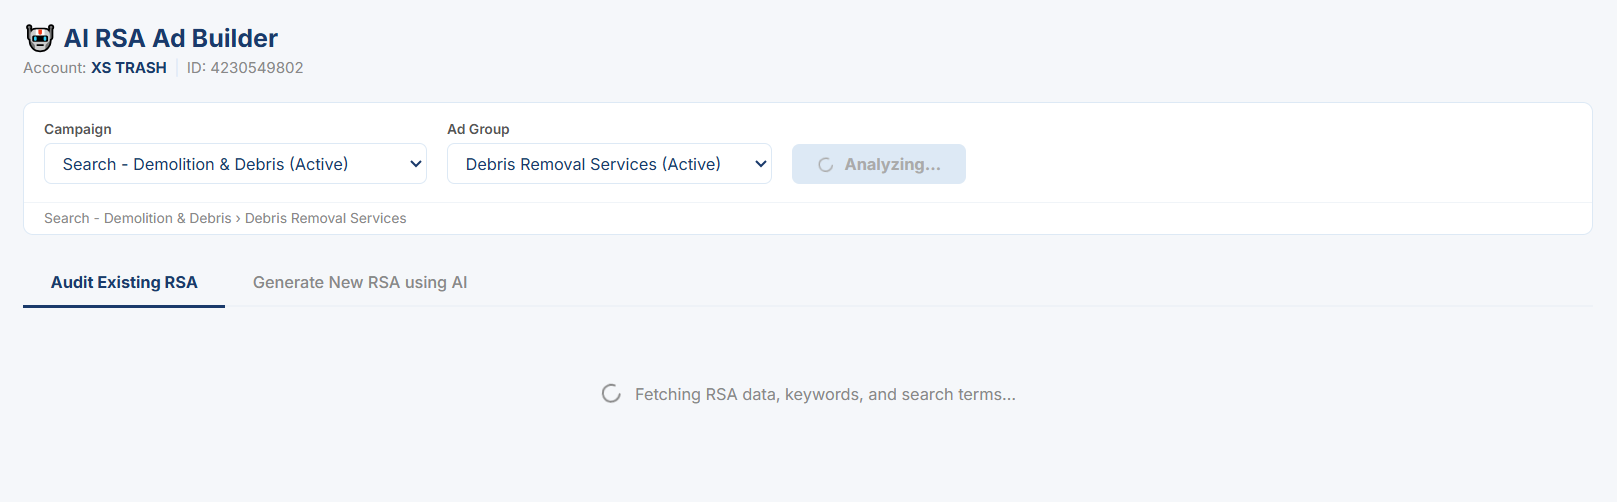 AI RSA Ad Builder
Account: XS TRASH ID: 4230549802
Campaign Ad Group
Search - Demolition & Debris (Active) Debris Removal Services (Active) Analyzing...
Search - Demolition & Debris › Debris Removal Services
Audit Existing RSA Generate New RSA using AI
Fetching RSA data, keywords, and search terms...